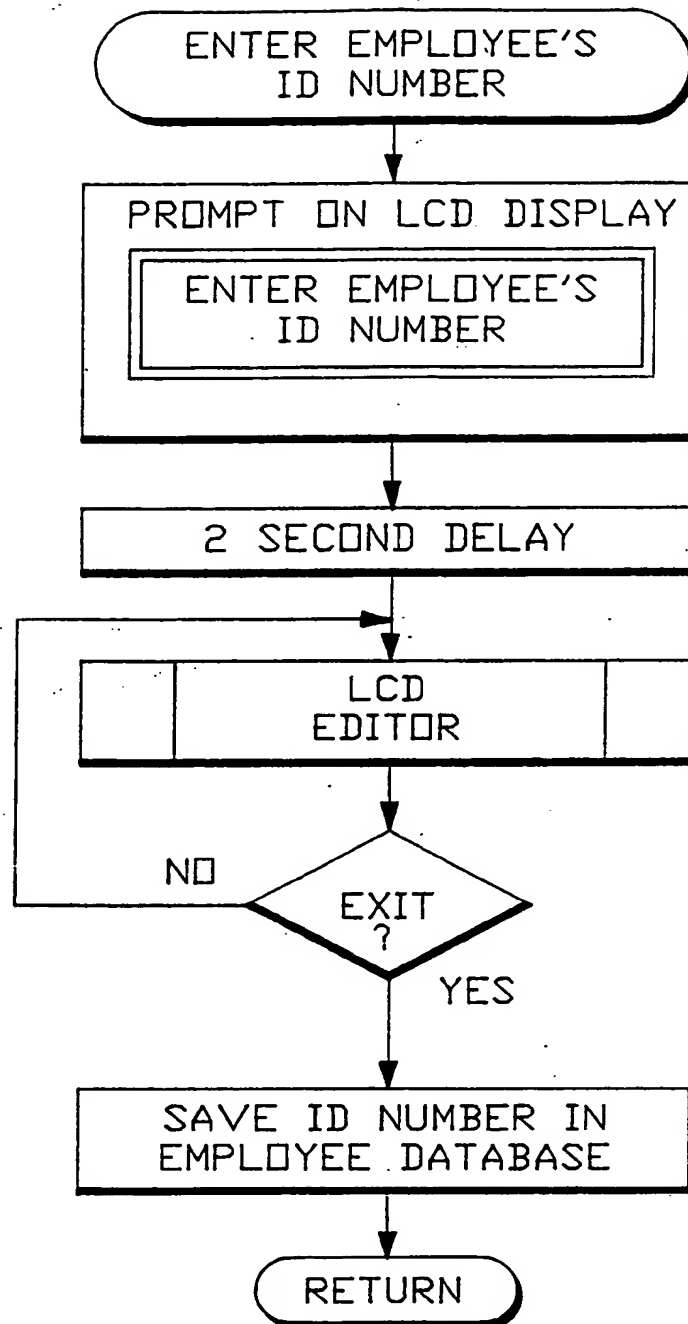 ENTER EMPLOYEE'S
ID NUMBER
PROMPT ON LCD DISPLAY
ENTER EMPLOYEE'S
ID NUMBER
2 SECOND DELAY
LCD
EDITOR
NO
EXIT
?
YES
SAVE ID NUMBER IN
EMPLOYEE DATABASE
RETURN